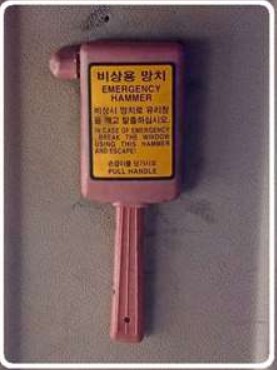 비상용 망치
EMERGENCY
HAMMER
비상시 망치로 유리창
을 깨고 탈출하십시오.
IN CASE OF EMERGENCY
BREAK THE WINDOW
USING THIS HAMMER
AND ESCAPE!
손잡이를 당기시오
PULL HANDLE